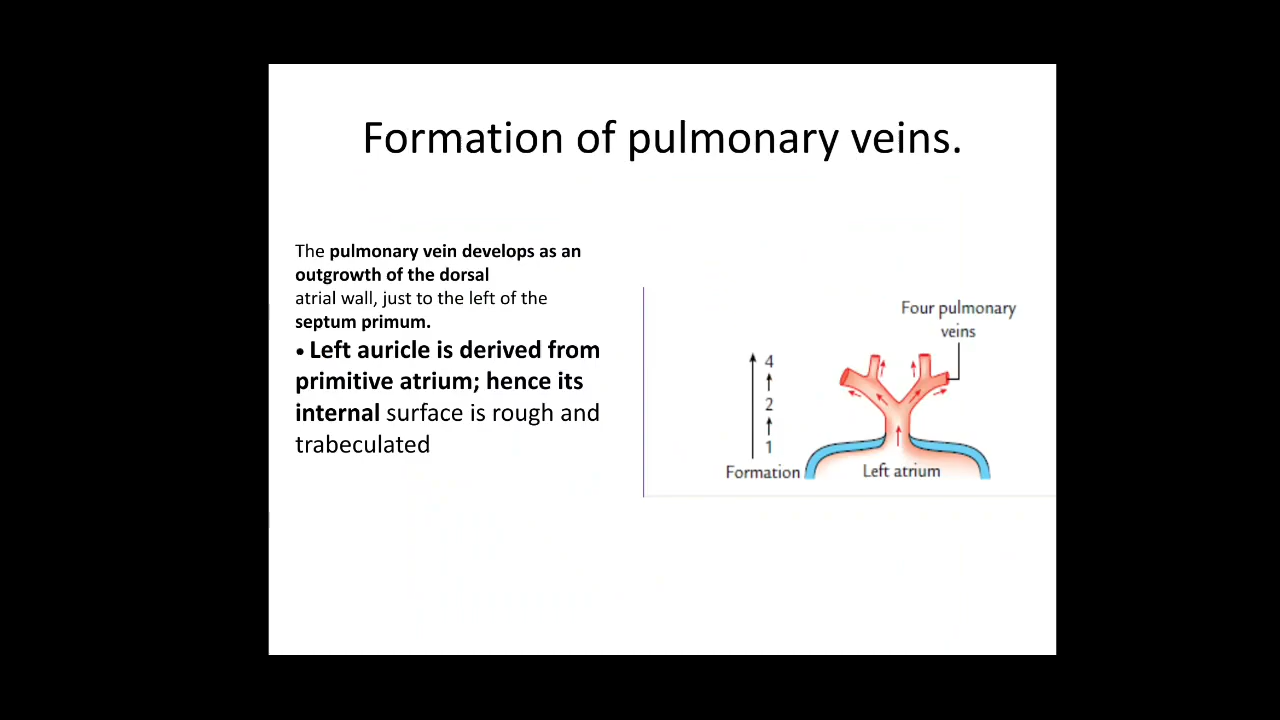 Formation of pulmonary veins.
The pulmonary vein develops as an
outgrowth of the dorsal
atrial wall, just to the left of the
septum primum.
• Left auricle is derived from
primitive atrium; hence its
internal surface is rough and
trabeculated
Four pulmonary
veins
4
2
1
Formation
Left atrium